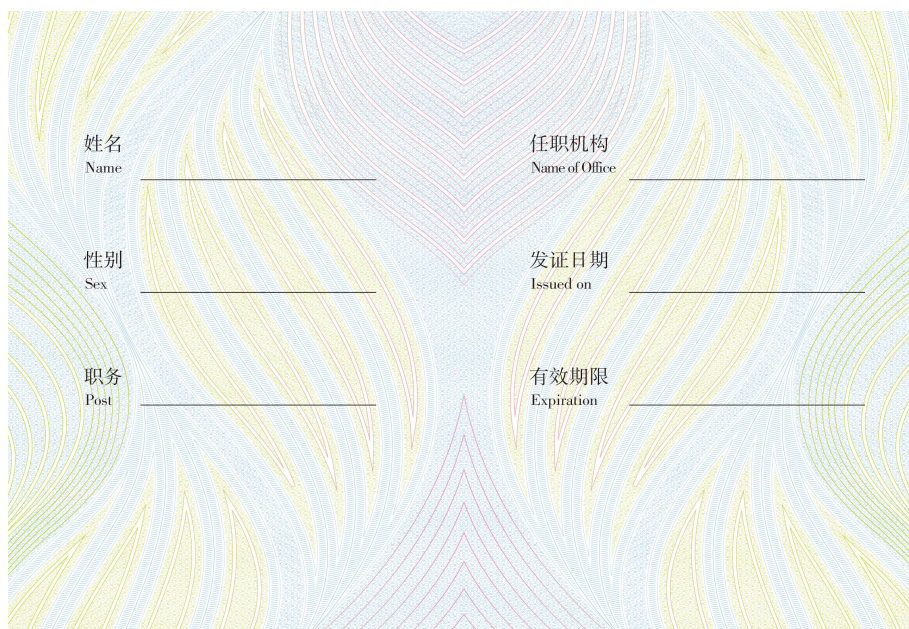 姓名
Name
性别
Sex
职务
Post
任职机构
Name of Office
发证日期
Issued on
有效期限
Expiration